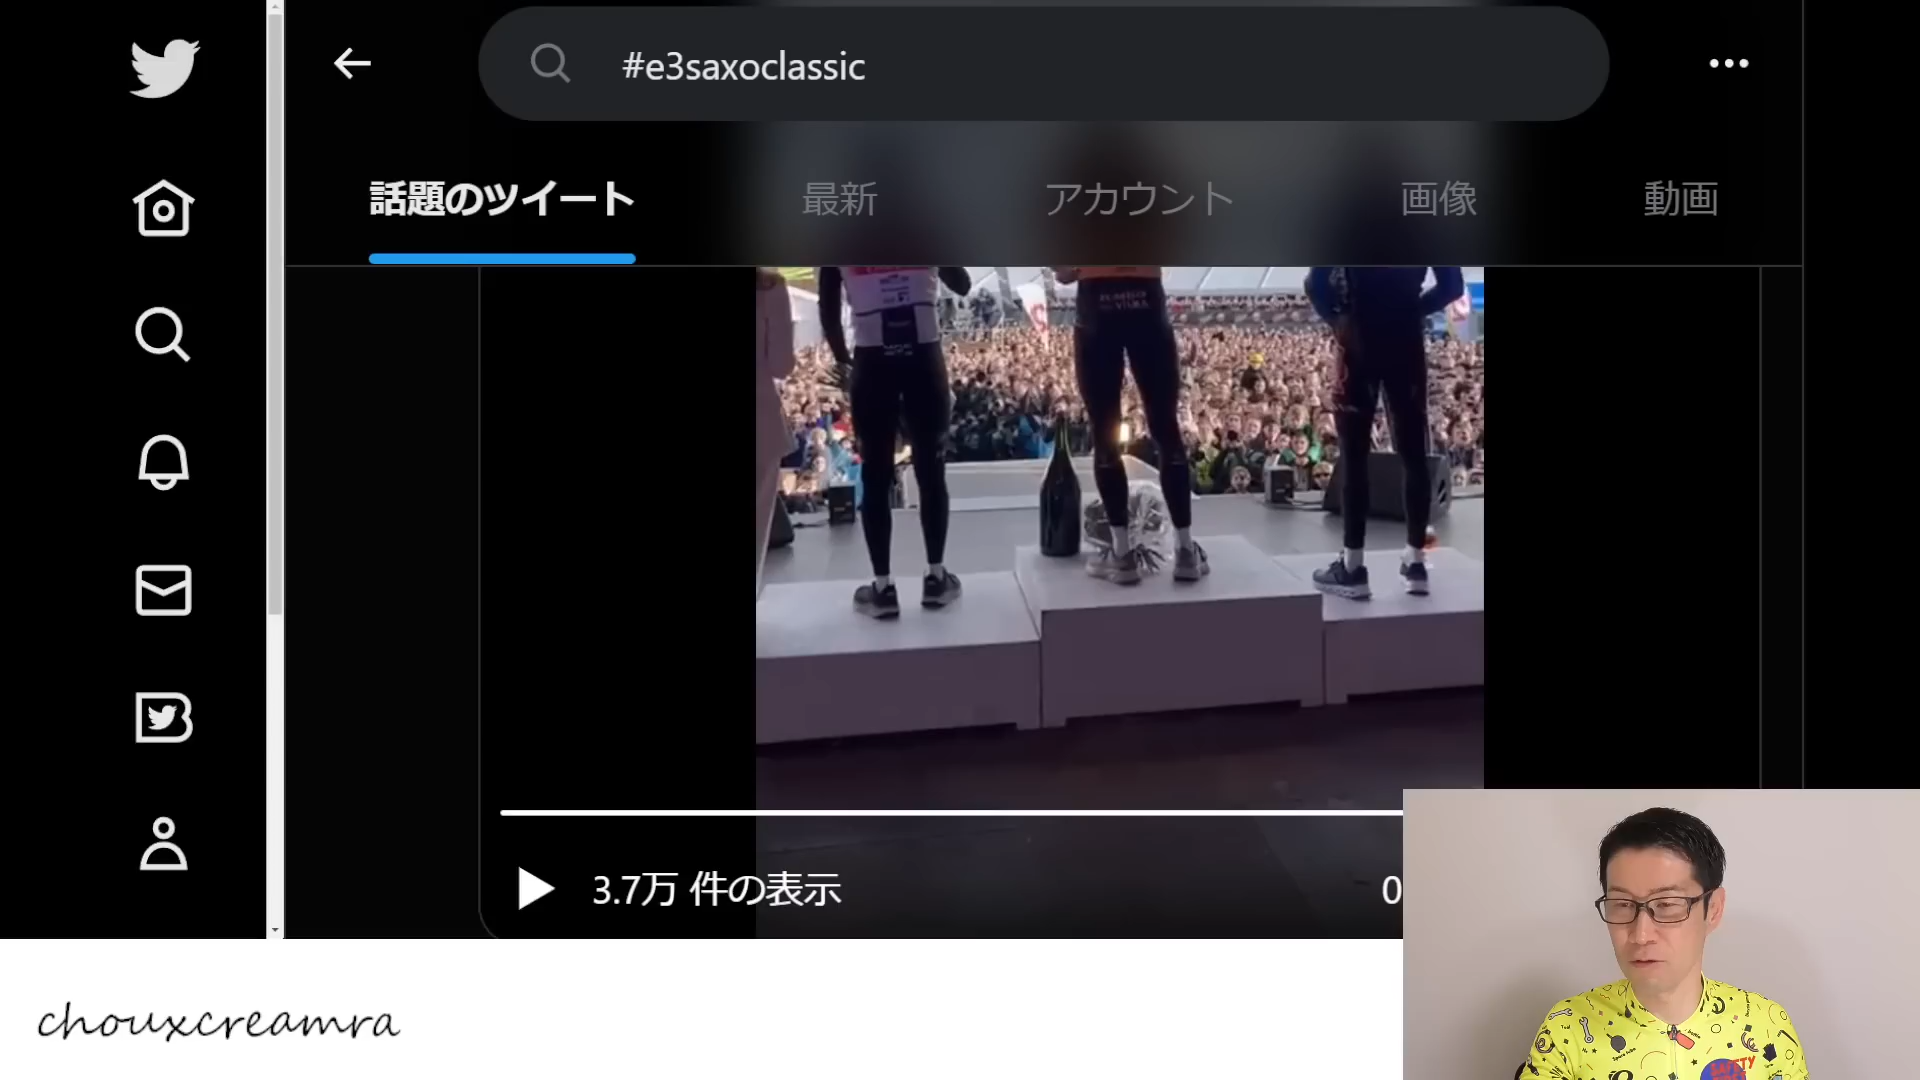 #e3saxoclassic
話題のツイート
最新
アカウント
画像
動画
3.7万 件の表示
0
chouxcreamra
SAFETY